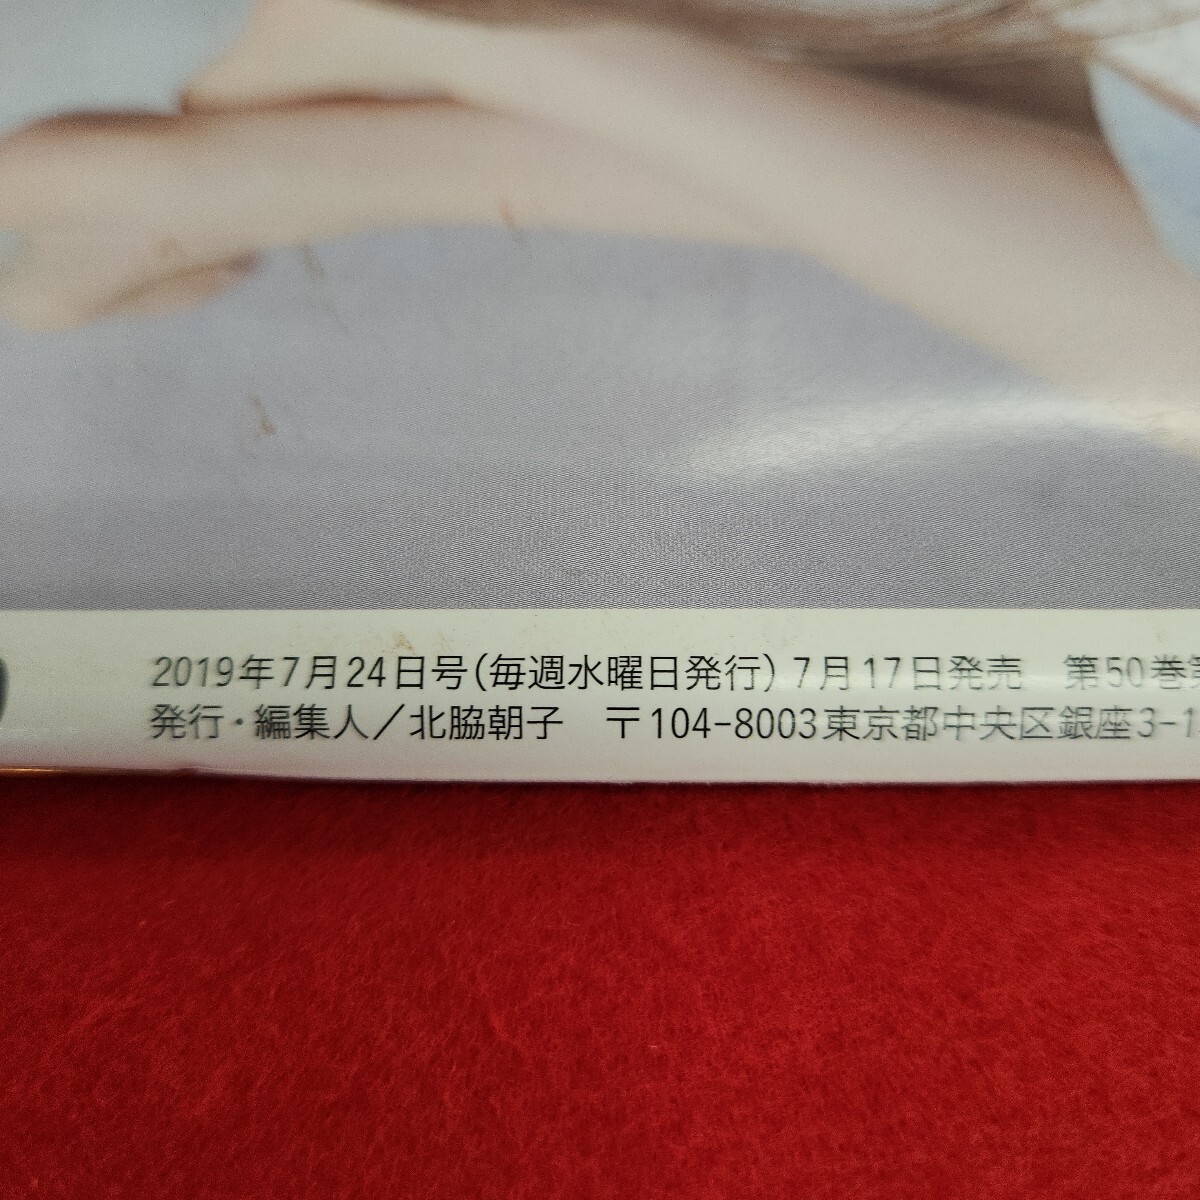 2019年7月24日号(毎週水曜日発行) 7月17日発売　第50巻第
発行・編集人／北脇朝子　〒104-8003東京都中央区銀座3-1